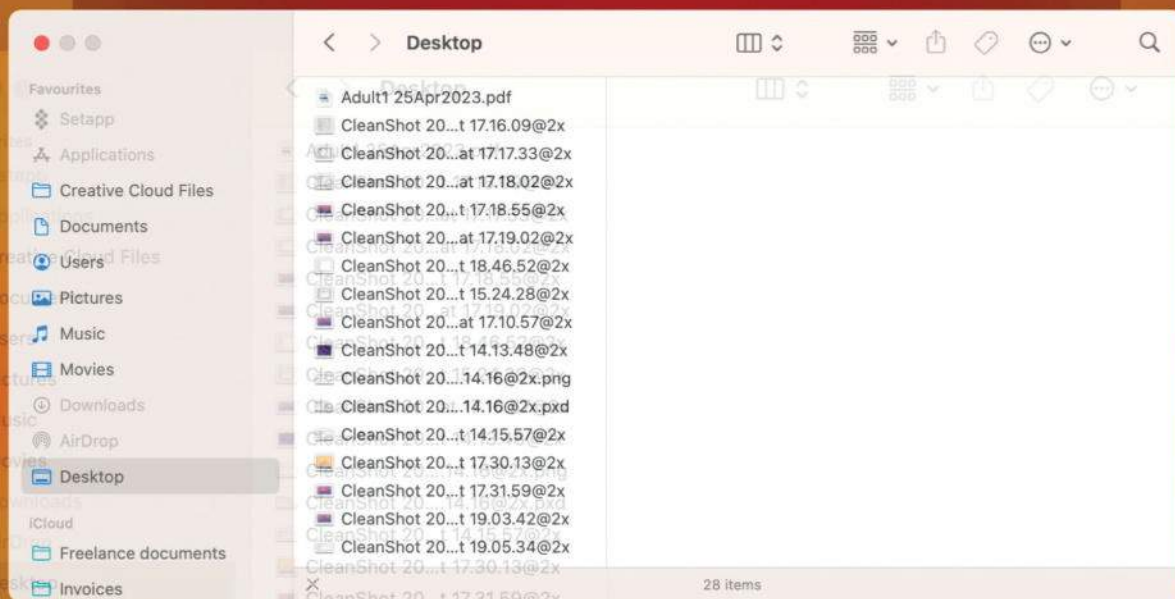 Desktop
Favourites
Setapp
Applications
Creative Cloud Files
Documents
Users
Pictures
Music
Movies
Downloads
AirDrop
Desktop
iCloud
Freelance documents
Invoices
Adult1 25Apr2023.pdf
CleanShot 20...t 17.16.09@2x
CleanShot 20...at 17.17.33@2x
CleanShot 20...at 17.18.02@2x
CleanShot 20...t 17.18.55@2x
CleanShot 20...at 17.19.02@2x
CleanShot 20...t 18.46.52@2x
CleanShot 20...t 15.24.28@2x
CleanShot 20...at 17.10.57@2x
CleanShot 20...t 14.13.48@2x
CleanShot 20....14.16@2x.png
CleanShot 20....14.16@2x.pxd
CleanShot 20...t 14.15.57@2x
CleanShot 20...t 17.30.13@2x
CleanShot 20...t 17.31.59@2x
CleanShot 20...t 19.03.42@2x
CleanShot 20...t 19.05.34@2x
28 items